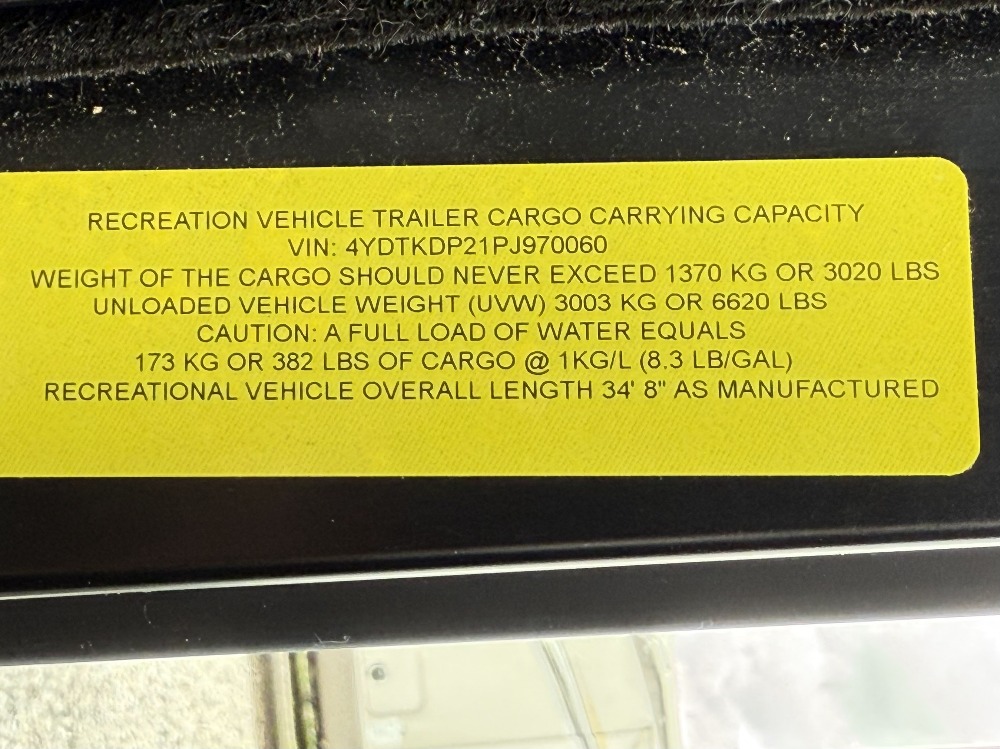 RECREATION VEHICLE TRAILER CARGO CARRYING CAPACITY
VIN: 4YDTKDP21PJ970060
WEIGHT OF THE CARGO SHOULD NEVER EXCEED 1370 KG OR 3020 LBS
UNLOADED VEHICLE WEIGHT (UVW) 3003 KG OR 6620 LBS
CAUTION: A FULL LOAD OF WATER EQUALS
173 KG OR 382 LBS OF CARGO @ 1KG/L (8.3 LB/GAL)
RECREATIONAL VEHICLE OVERALL LENGTH 34' 8" AS MANUFACTURED